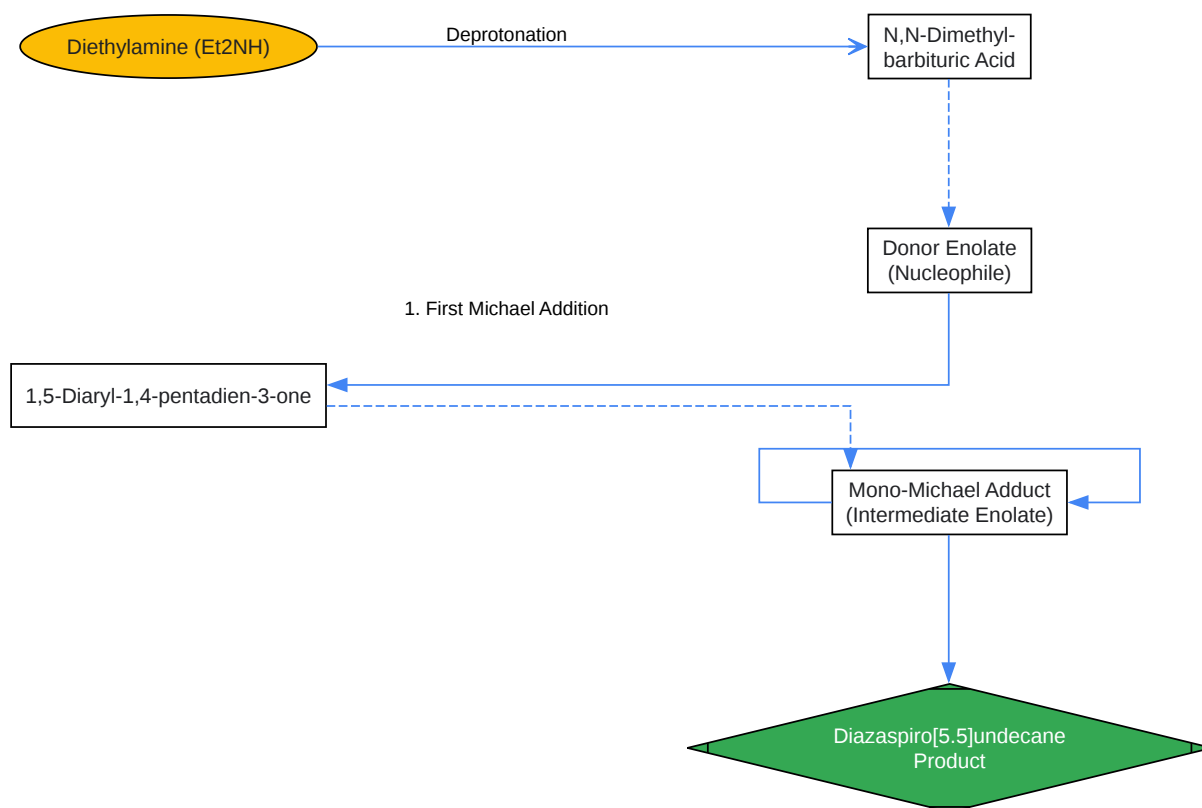 Diethylamine (Et2NH)
Deprotonation
N,N-Dimethyl-
barbituric Acid
Donor Enolate
(Nucleophile)
1. First Michael Addition
1,5-Diaryl-1,4-pentadien-3-one
Mono-Michael Adduct
(Intermediate Enolate)
Diazaspiro[5.5]undecane
Product